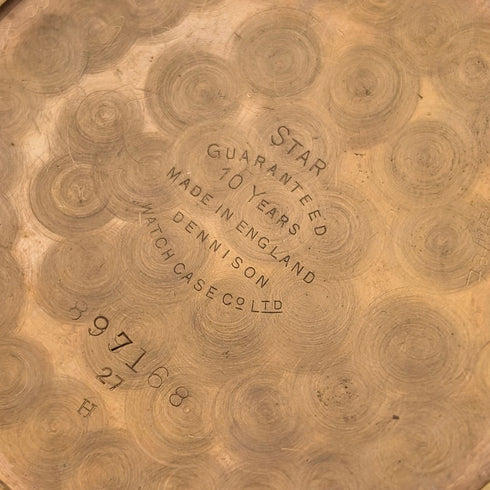 STAR
GUARANTEED
10 YEARS
MADE IN ENGLAND
DENNISON
WATCH CASE Co LTD
897168
27
H